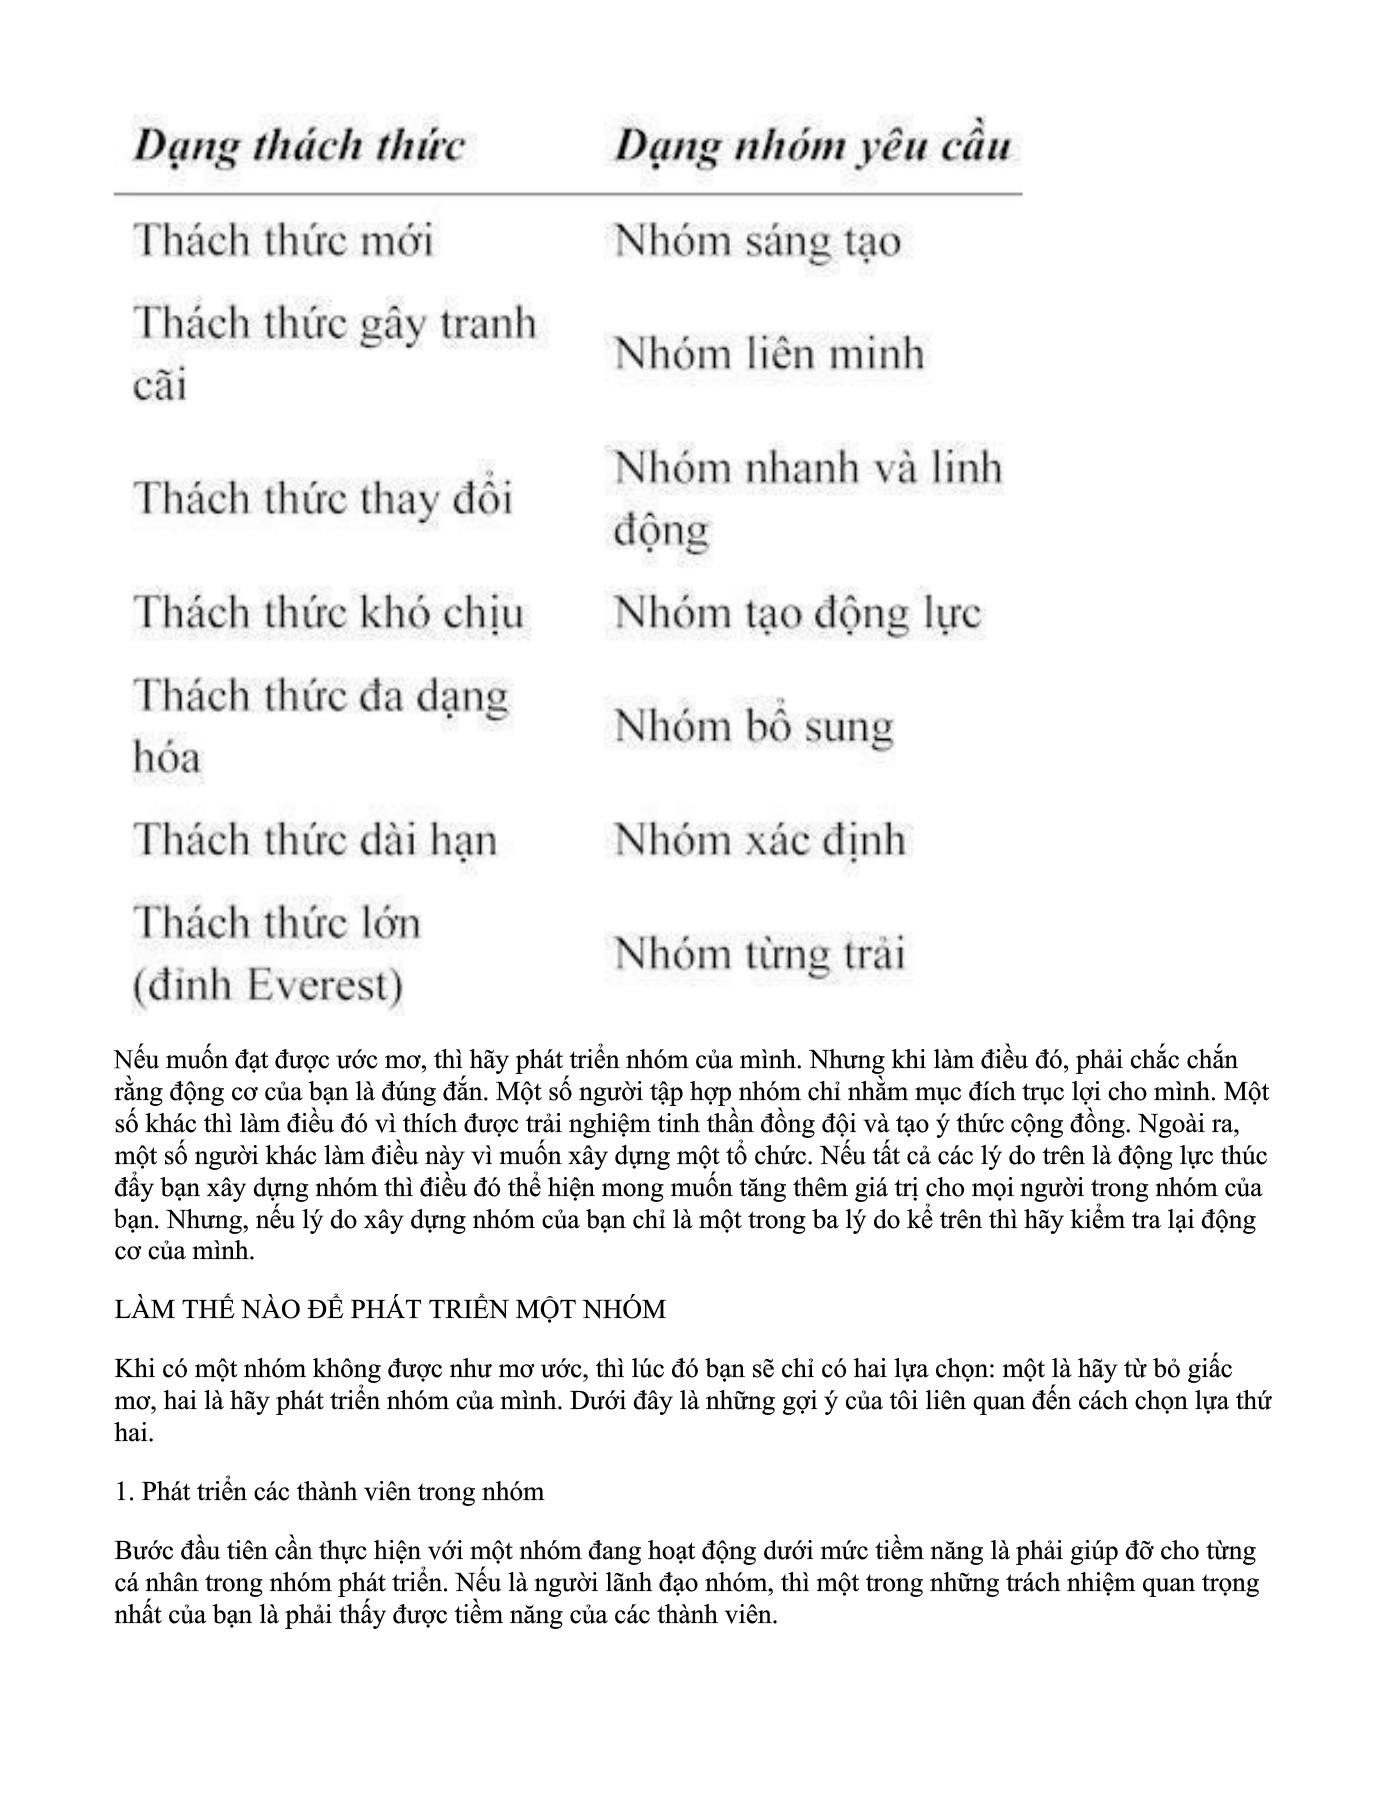 Dạng thách thức Dạng nhóm yêu cầu
Thách thức mới Nhóm sáng tạo
Thách thức gây tranh
cãi
Nhóm liên minh
Thách thức thay đổi
Nhóm nhanh và linh
động
Thách thức khó chịu Nhóm tạo động lực
Thách thức đa dạng
hóa
Nhóm bổ sung
Thách thức dài hạn Nhóm xác định
Thách thức lớn
(đỉnh Everest)
Nhóm từng trải
Nếu muốn đạt được ước mơ, thì hãy phát triển nhóm của mình. Nhưng khi làm điều đó, phải chắc chắn
rằng động cơ của bạn là đúng đắn. Một số người tập hợp nhóm chỉ nhằm mục đích trục lợi cho mình. Một
số khác thì làm điều đó vì thích được trải nghiệm tinh thần đồng đội và tạo ý thức cộng đồng. Ngoài ra,
một số người khác làm điều này vì muốn xây dựng một tổ chức. Nếu tất cả các lý do trên là động lực thúc
đẩy bạn xây dựng nhóm thì điều đó thể hiện mong muốn tăng thêm giá trị cho mọi người trong nhóm của
bạn. Nhưng, nếu lý do xây dựng nhóm của bạn chỉ là một trong ba lý do kể trên thì hãy kiểm tra lại động
cơ của mình.
LÀM THẾ NÀO ĐỂ PHÁT TRIỂN MỘT NHÓM
Khi có một nhóm không được như mơ ước, thì lúc đó bạn sẽ chỉ có hai lựa chọn: một là hãy từ bỏ giấc
mơ, hai là hãy phát triển nhóm của mình. Dưới đây là những gợi ý của tôi liên quan đến cách chọn lựa thứ
hai.
1. Phát triển các thành viên trong nhóm
Bước đầu tiên cần thực hiện với một nhóm đang hoạt động dưới mức tiềm năng là phải giúp đỡ cho từng
cá nhân trong nhóm phát triển. Nếu là người lãnh đạo nhóm, thì một trong những trách nhiệm quan trọng
nhất của bạn là phải thấy được tiềm năng của các thành viên.